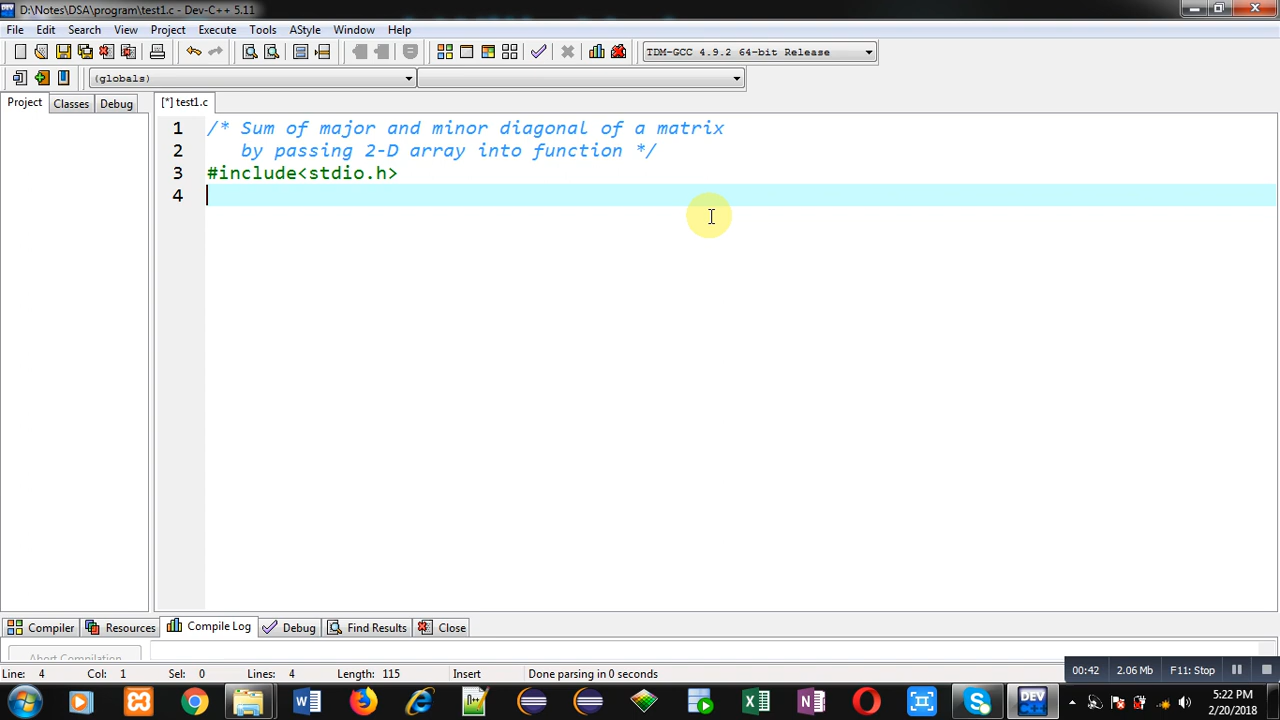 D:\Notes\DSA\program\test1.c - Dev-C++ 5.11
File Edit Search View Project Execute Tools AStyle Window Help
TDM-GCC 4.9.2 64-bit Release
(globals)
Project Classes Debug [*] test1.c
1 /* Sum of major and minor diagonal of a matrix
2 by passing 2-D array into function */
3 #include<stdio.h>
4
Compiler Resources Compile Log Debug Find Results Close
Abort Compilation
Line: 4 Col: 1 Sel: 0 Lines: 4 Length: 115 Insert Done parsing in 0 seconds
00:42 2.06 Mb F11: Stop
DEV
5:22 PM
2/20/2018